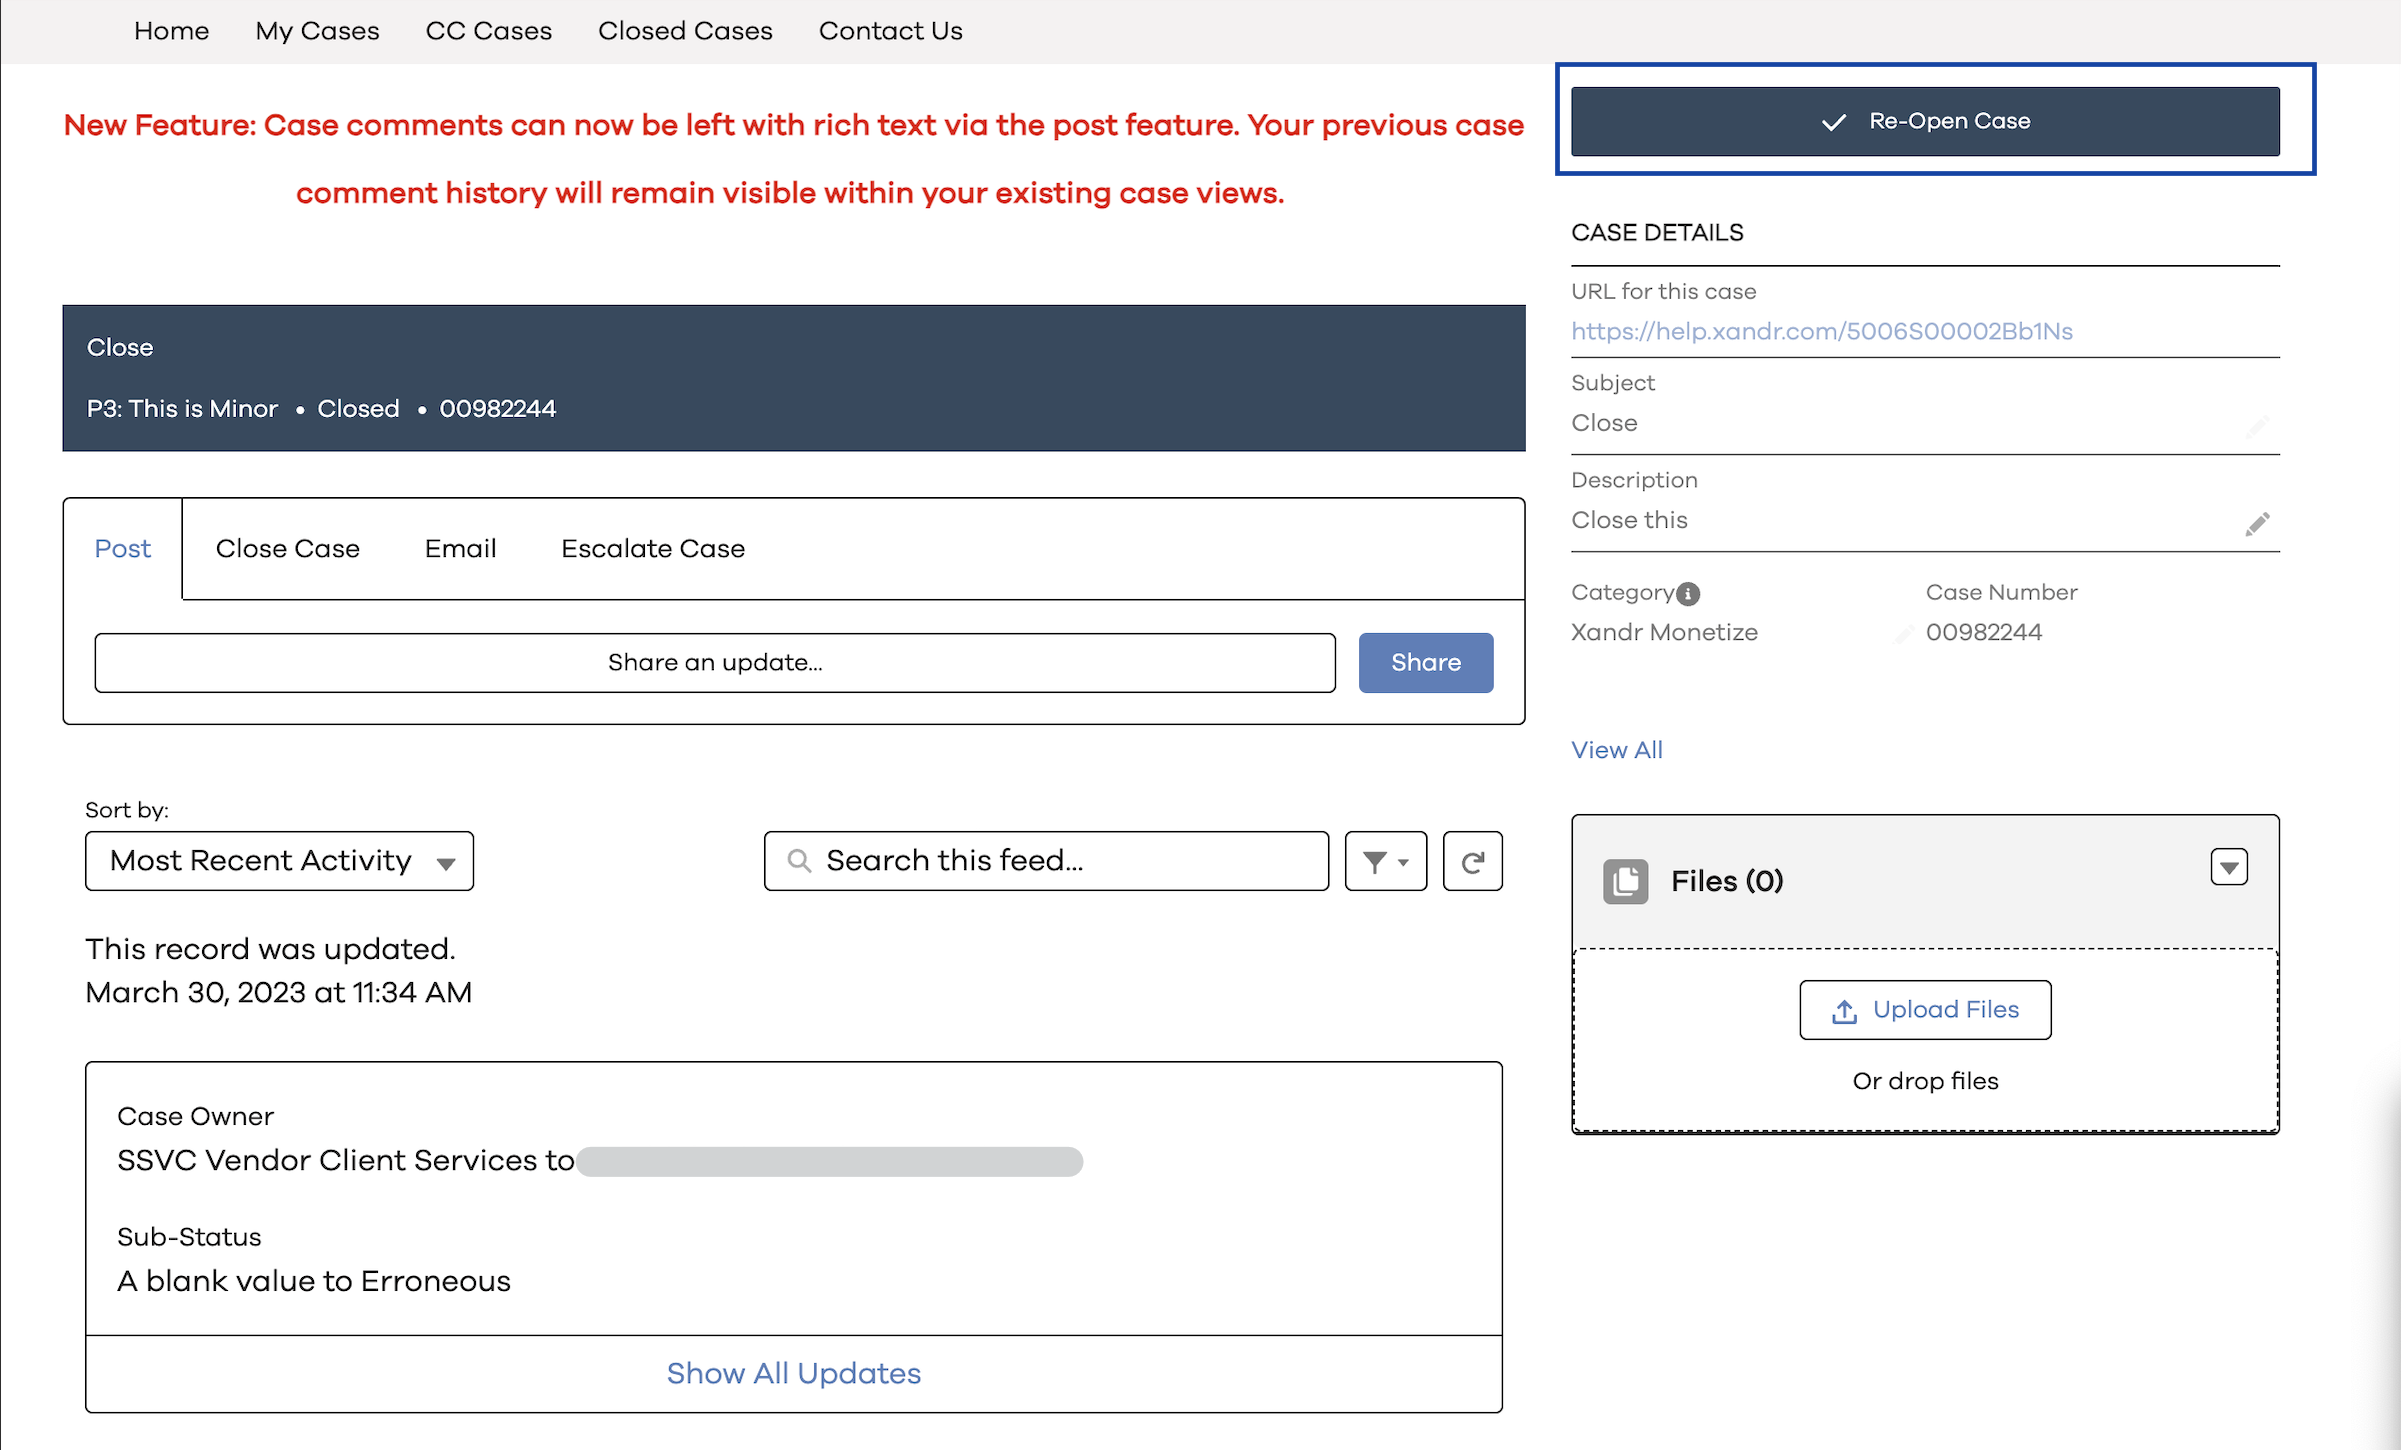 Home My Cases CC Cases Closed Cases Contact Us
New Feature: Case comments can now be left with rich text via the post feature. Your previous case
comment history will remain visible within your existing case views.
Close
P3: This is Minor • Closed • 00982244
Post Close Case Email Escalate Case
Share an update...
Share
Sort by:
Most Recent Activity
Search this feed...
This record was updated.
March 30, 2023 at 11:34 AM
Case Owner
SSVC Vendor Client Services to
Sub-Status
A blank value to Erroneous
Show All Updates
Re-Open Case
CASE DETAILS
URL for this case
https://help.xandr.com/5006S00002Bb1Ns
Subject
Close
Description
Close this
Category Case Number
Xandr Monetize 00982244
View All
Files (0)
Upload Files
Or drop files